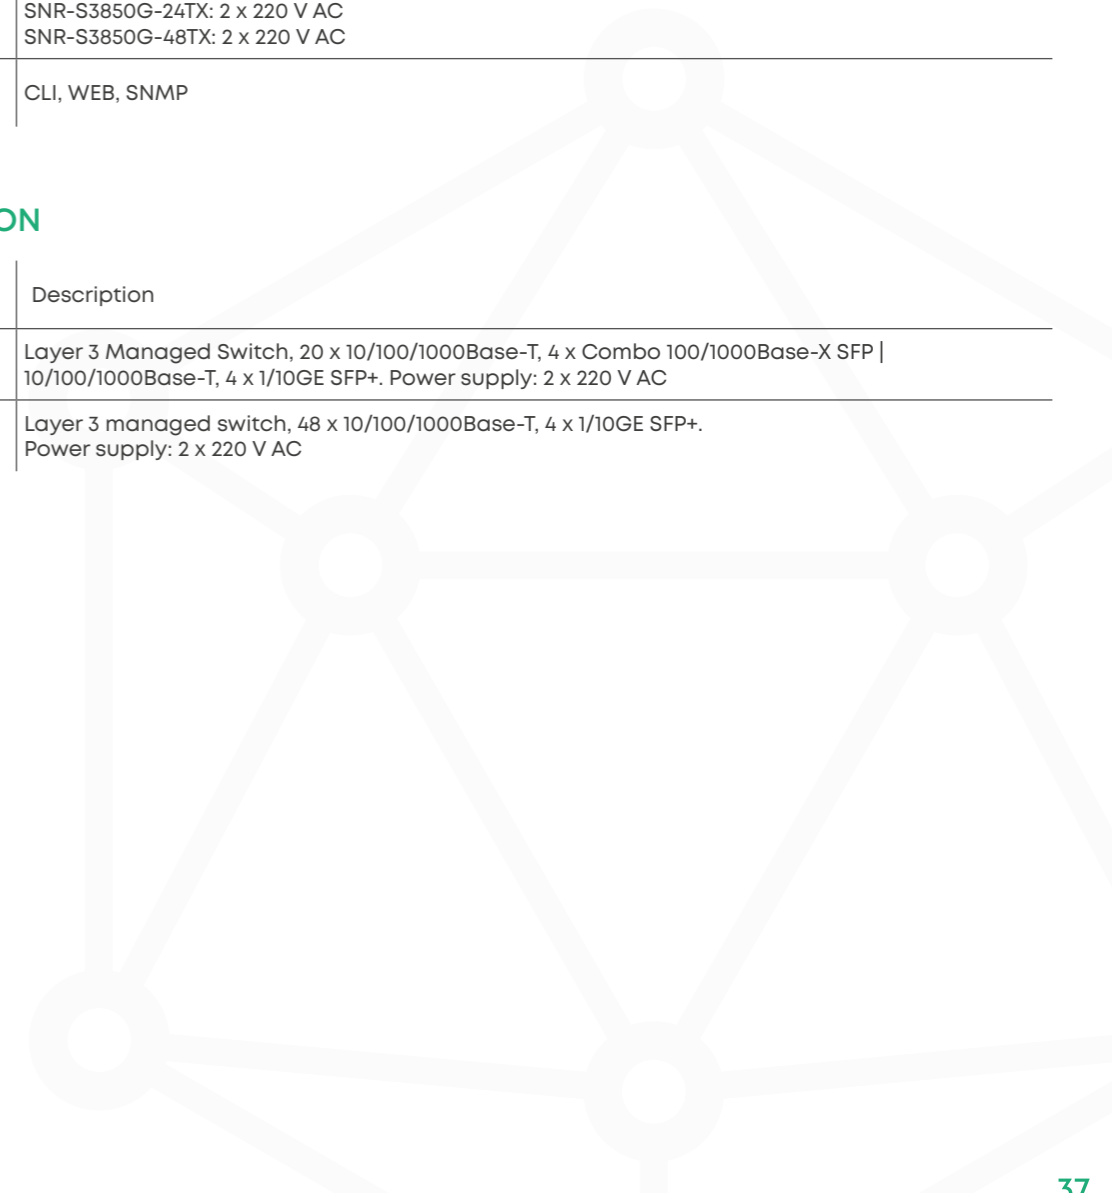 SNR-S3850G-24TX: 2 x 220 V AC
SNR-S3850G-48TX: 2 x 220 V AC
CLI, WEB, SNMP
ON
Description
Layer 3 Managed Switch, 20 x 10/100/1000Base-T, 4 x Combo 100/1000Base-X SFP |
10/100/1000Base-T, 4 x 1/10GE SFP+. Power supply: 2 x 220 V AC
Layer 3 managed switch, 48 x 10/100/1000Base-T, 4 x 1/10GE SFP+.
Power supply: 2 x 220 V AC
37